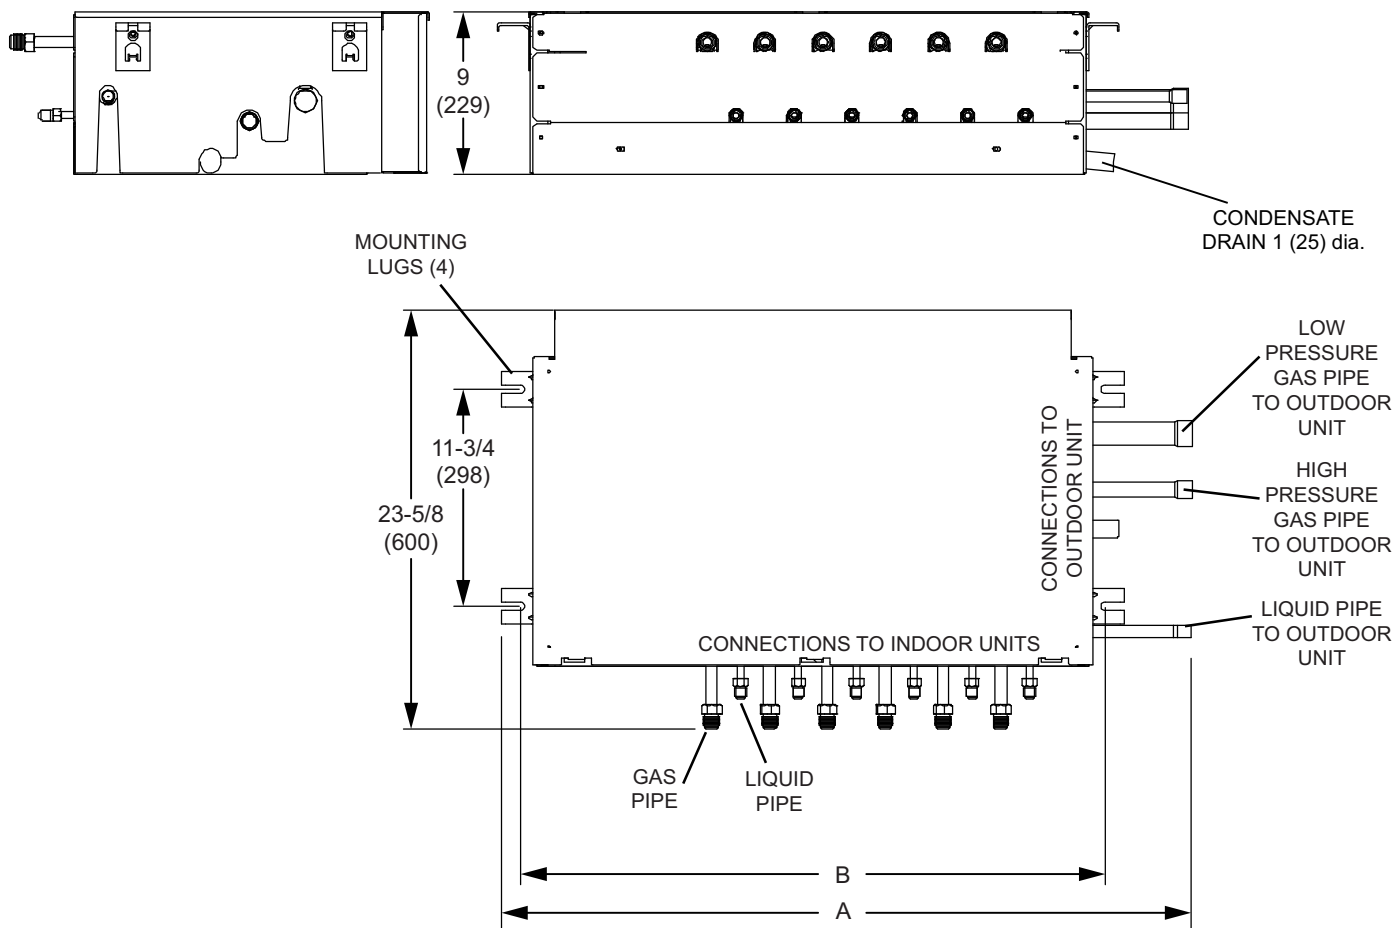 9
(229)
CONDENSATE
DRAIN 1 (25) dia.
MOUNTING
LUGS (4)
LOW
PRESSURE
GAS PIPE
TO OUTDOOR
UNIT
11-3/4
(298)
23-5/8
(600)
CONNECTIONS TO
OUTDOOR UNIT
HIGH
PRESSURE
GAS PIPE
TO OUTDOOR
UNIT
LIQUID PIPE
TO OUTDOOR
UNIT
CONNECTIONS TO INDOOR UNITS
GAS
PIPE
LIQUID
PIPE
B
A